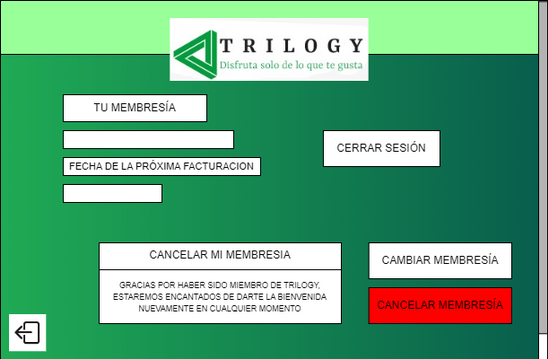 TRILOGY
Disfruta solo de lo que te gusta
TU MEMBRESÍA
CERRAR SESIÓN
FECHA DE LA PRÓXIMA FACTURACION
CANCELAR MI MEMBRESIA
GRACIAS POR HABER SIDO MIEMBRO DE TRILOGY,
ESTAREMOS ENCANTADOS DE DARTE LA BIENVENIDA
NUEVAMENTE EN CUALQUIER MOMENTO
CAMBIAR MEMBRESÍA
CANCELAR MEMBRESÍA